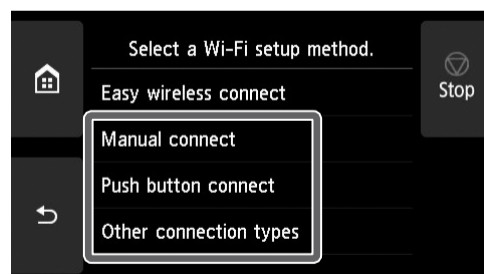 Select a Wi-Fi setup method.
Easy wireless connect
Stop
Manual connect
Push button connect
Other connection types